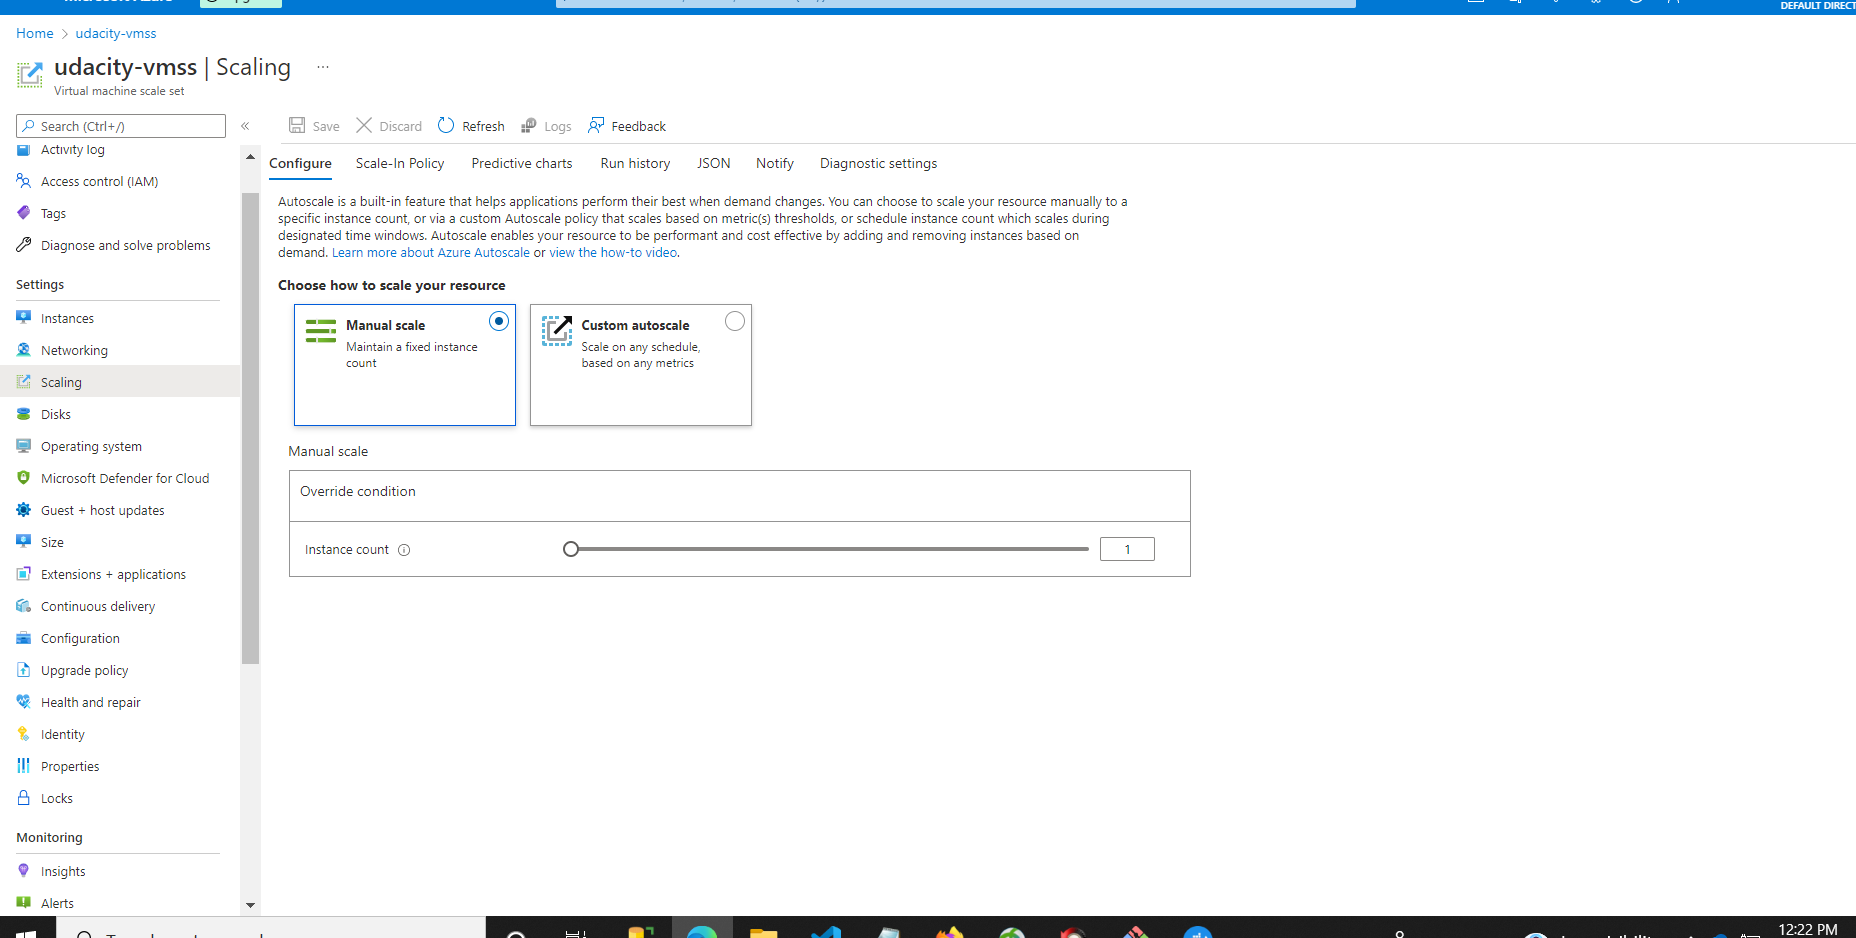 DEFAULT DIRECT
Home > udacity-vmss
udacity-vmss | Scaling ...
Virtual machine scale set
Search (Ctrl+/)
«
Save
Discard
Refresh
Logs
Feedback
Activity log
Access control (IAM)
Tags
Diagnose and solve problems
Settings
Instances
Networking
Scaling
Disks
Operating system
Microsoft Defender for Cloud
Guest + host updates
Size
Extensions + applications
Continuous delivery
Configuration
Upgrade policy
Health and repair
Identity
Properties
Locks
Monitoring
Insights
Alerts
Configure
Scale-In Policy
Predictive charts
Run history
JSON
Notify
Diagnostic settings
Autoscale is a built-in feature that helps applications perform their best when demand changes. You can choose to scale your resource manually to a
specific instance count, or via a custom Autoscale policy that scales based on metric(s) thresholds, or schedule instance count which scales during
designated time windows. Autoscale enables your resource to be performant and cost effective by adding and removing instances based on
demand. Learn more about Azure Autoscale or view the how-to video.
Choose how to scale your resource
Manual scale
Maintain a fixed instance
count
Custom autoscale
Scale on any schedule,
based on any metrics
Manual scale
Override condition
Instance count
1
12:22 PM